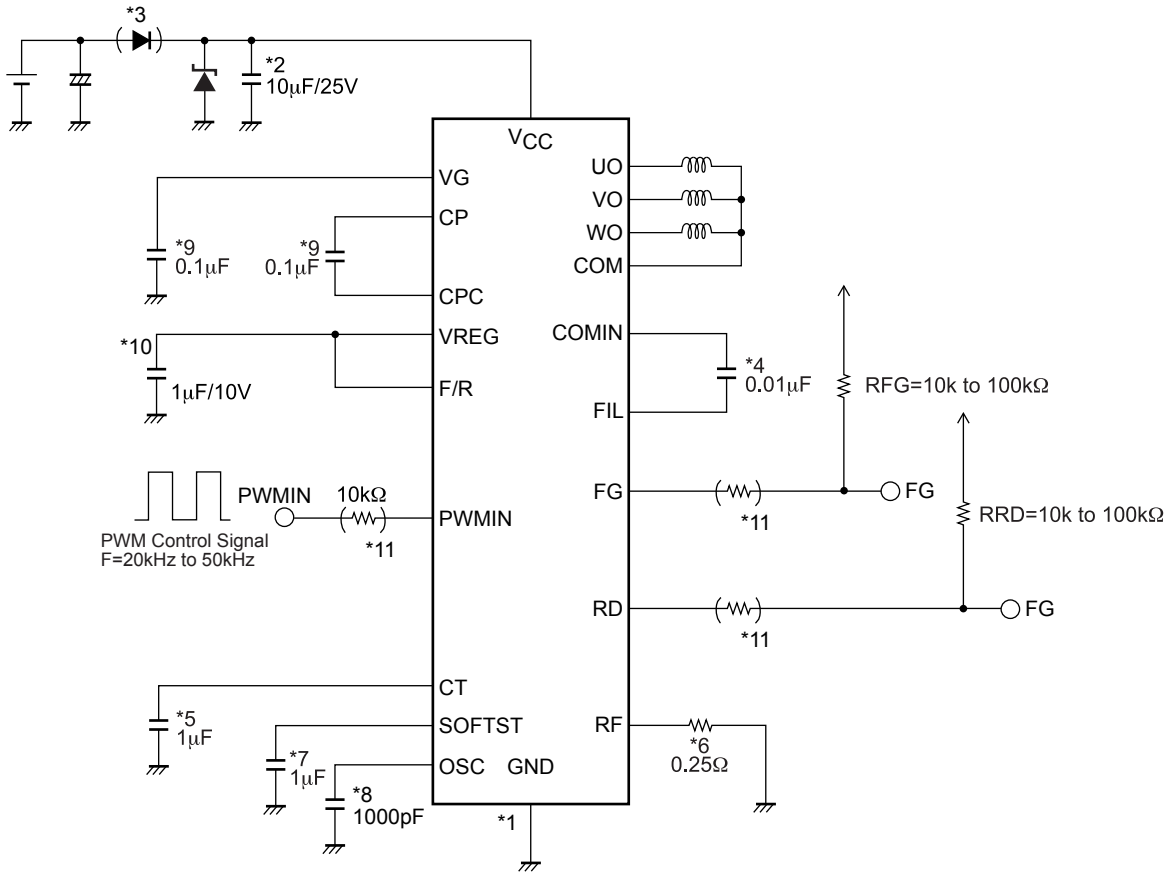 *3
*2
10μF/25V
VCC
VG
UO
VO
CP
WO
*9
0.1μF
*9
0.1μF
COM
CPC
VREG
COMIN
*10
*4
0.01μF
1μF/10V
F/R
RFG=10k to 100kΩ
FIL
PWMIN
10kΩ
FG
FG
PWMIN
*11
*11
RRD=10k to 100kΩ
PWM Control Signal
F=20kHz to 50kHz
RD
FG
*11
CT
*5
1μF
SOFTST
RF
*7
1μF
*6
0.25Ω
OSC
GND
*8
1000pF
*1